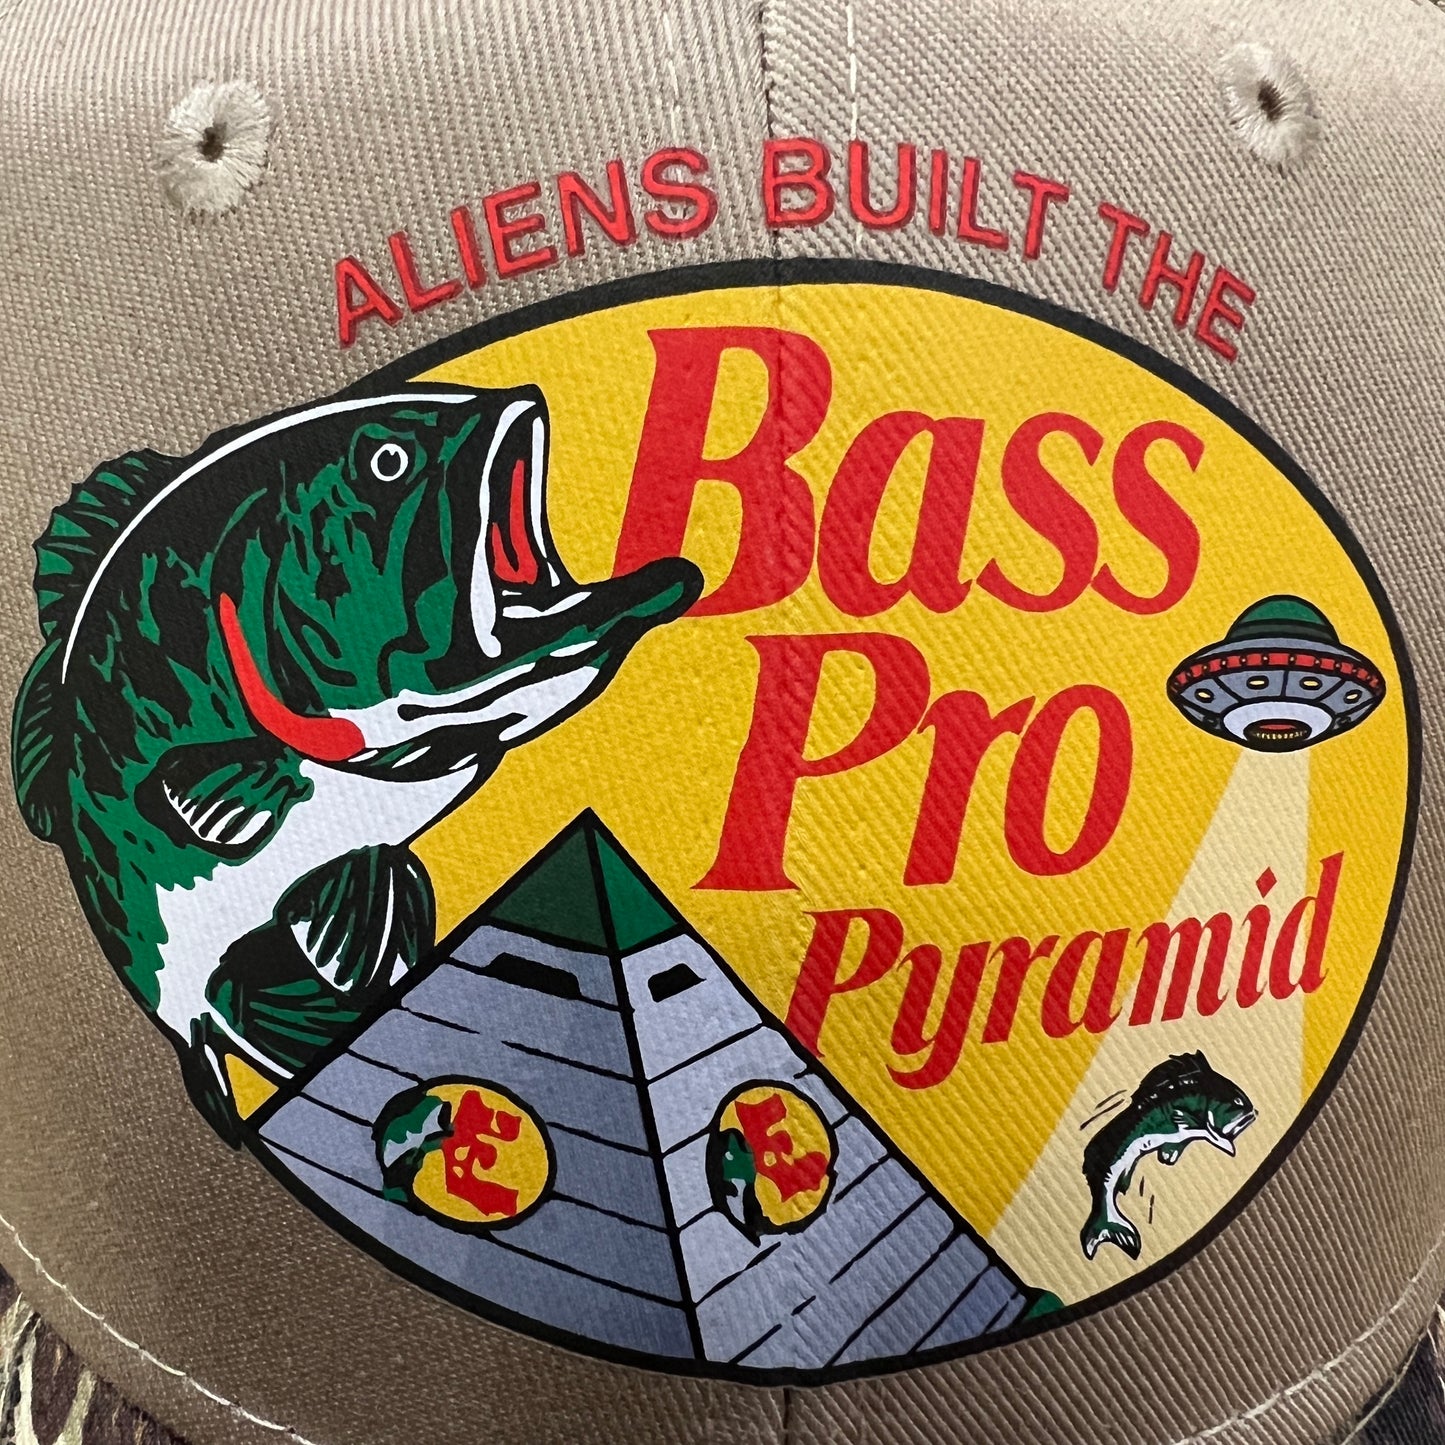 ALIENS BUILT THE
Bass
Pro
Pyramid